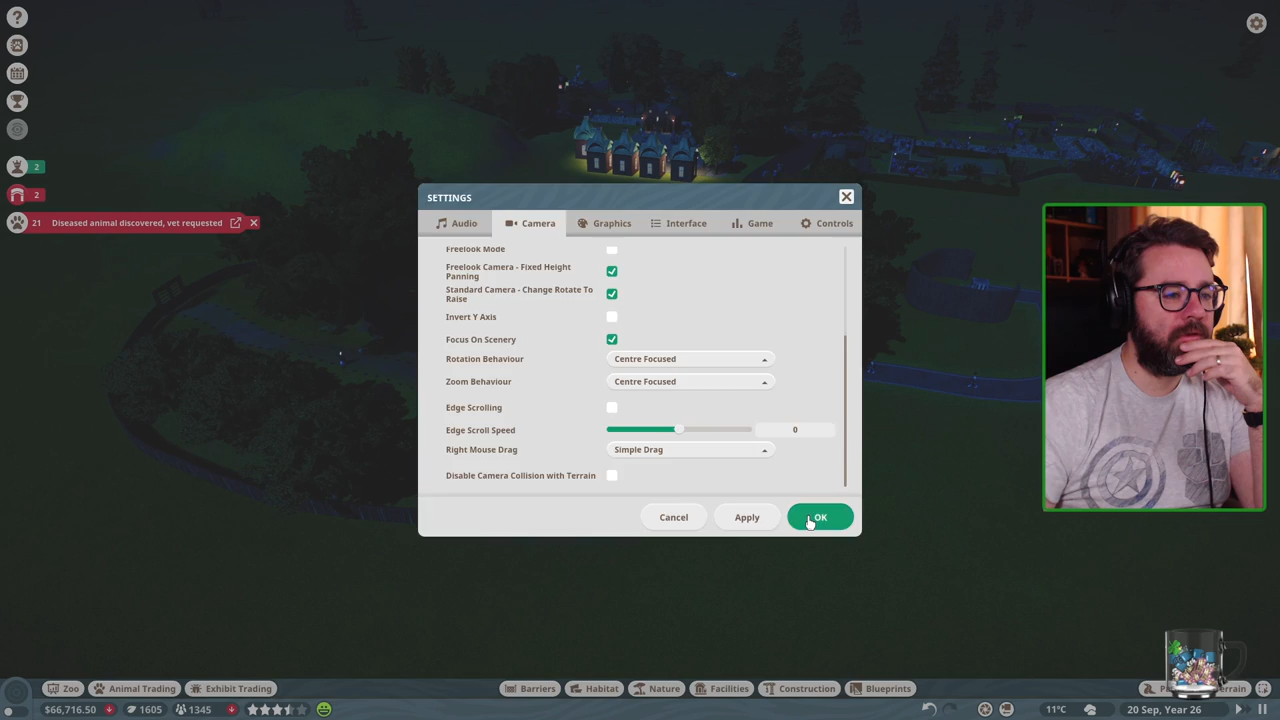 ?
2
2
21 Diseased animal discovered, vet requested
SETTINGS
Audio Camera Graphics Interface Game Controls
Freelook Mode
Freelook Camera - Fixed Height
Panning
Standard Camera - Change Rotate To
Raise
Invert Y Axis
Focus On Scenery
Rotation Behaviour Centre Focused
Zoom Behaviour Centre Focused
Edge Scrolling
Edge Scroll Speed 0
Right Mouse Drag Simple Drag
Disable Camera Collision with Terrain
Cancel Apply OK
Zoo Animal Trading Exhibit Trading Barriers Habitat Nature Facilities Construction Blueprints
$66,716.50 1605 1345 11°C 20 Sep, Year 26